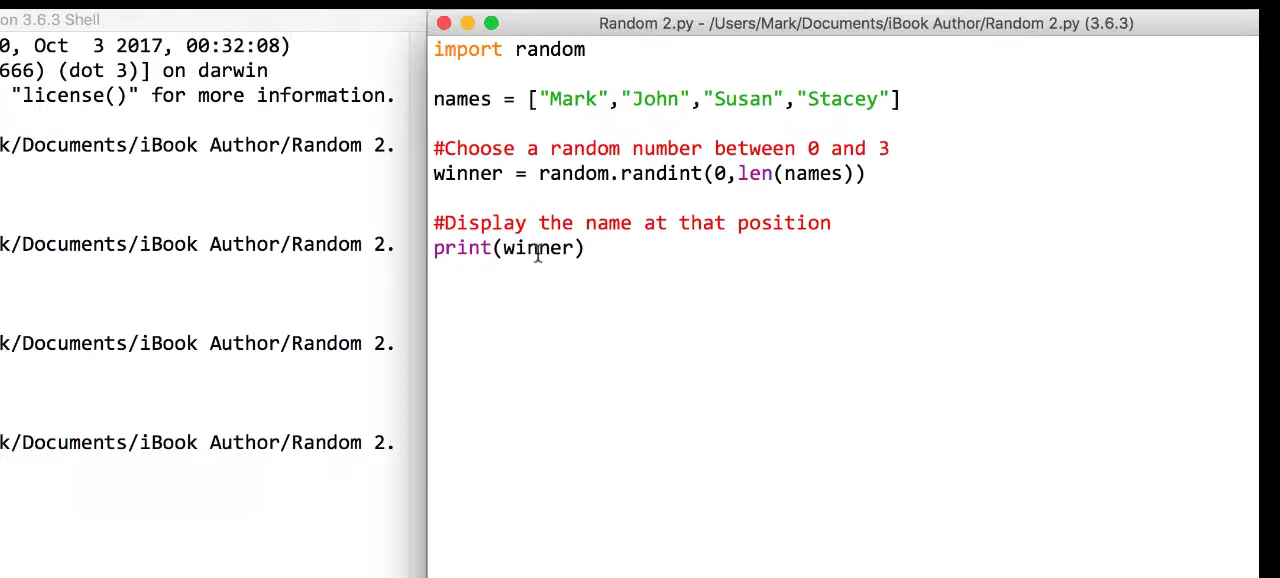 on 3.6.3 Shell
0, Oct  3 2017, 00:32:08)
666) (dot 3)] on darwin
"license()" for more information.
k/Documents/iBook Author/Random 2.
k/Documents/iBook Author/Random 2.
k/Documents/iBook Author/Random 2.
k/Documents/iBook Author/Random 2.
Random 2.py - /Users/Mark/Documents/iBook Author/Random 2.py (3.6.3)
import random
names = ["Mark","John","Susan","Stacey"]
#Choose a random number between 0 and 3
winner = random.randint(0,len(names))
#Display the name at that position
print(winner)